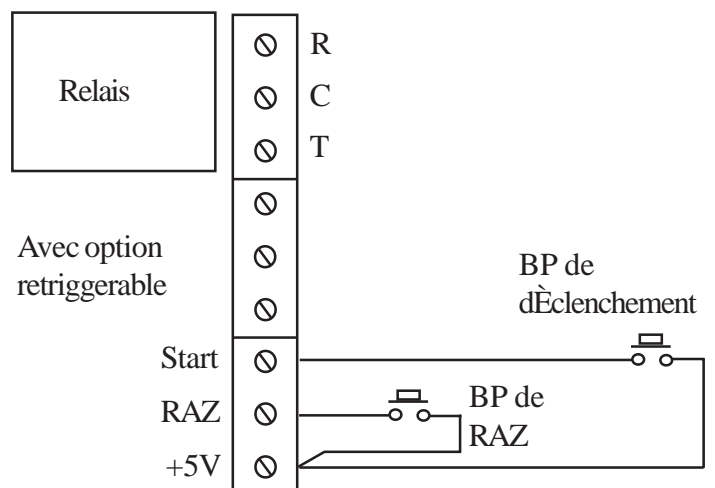 R
Relais
C
T
Avec option
retriggerable
BP de
dÈclenchement
Start
RAZ
BP de
RAZ
+5V